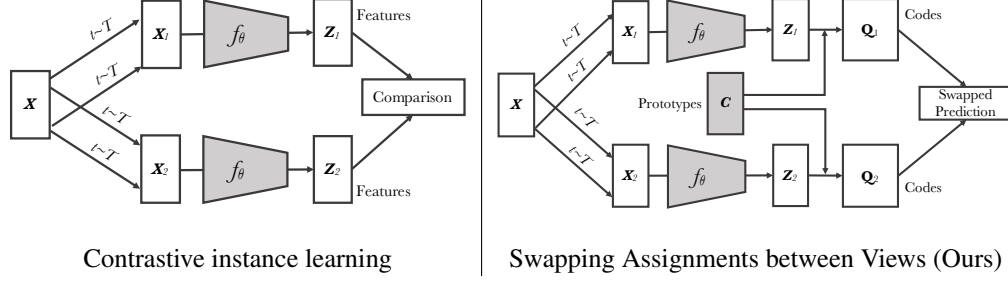 t~T
X1
fθ
Z1
Features
t~T
X
Comparison
t~T
t~T
X2
fθ
Z2
Features
Contrastive instance learning
t~T
X1
fθ
Z1
Q1
Codes
t~T
X
Prototypes
C
Swapped
Prediction
t~T
t~T
X2
fθ
Z2
Q2
Codes
Swapping Assignments between Views (Ours)